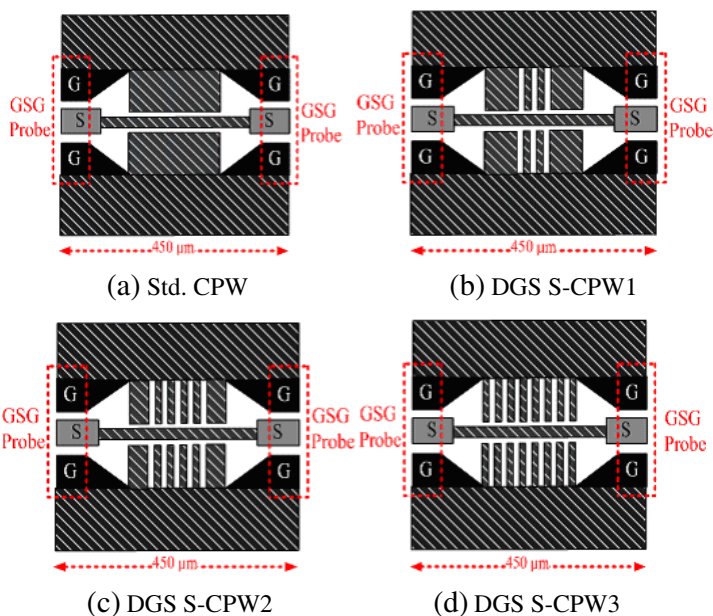 G G G G
GSG Probe S S GSG Probe GSG Probe S S GSG Probe
G G G G
450 μm 450 μm
(a) Std. CPW (b) DGS S-CPW1
G G G G
GSG Probe S S GSG Probe GSG Probe S S GSG Probe
G G G G
450 μm 450 μm
(c) DGS S-CPW2 (d) DGS S-CPW3